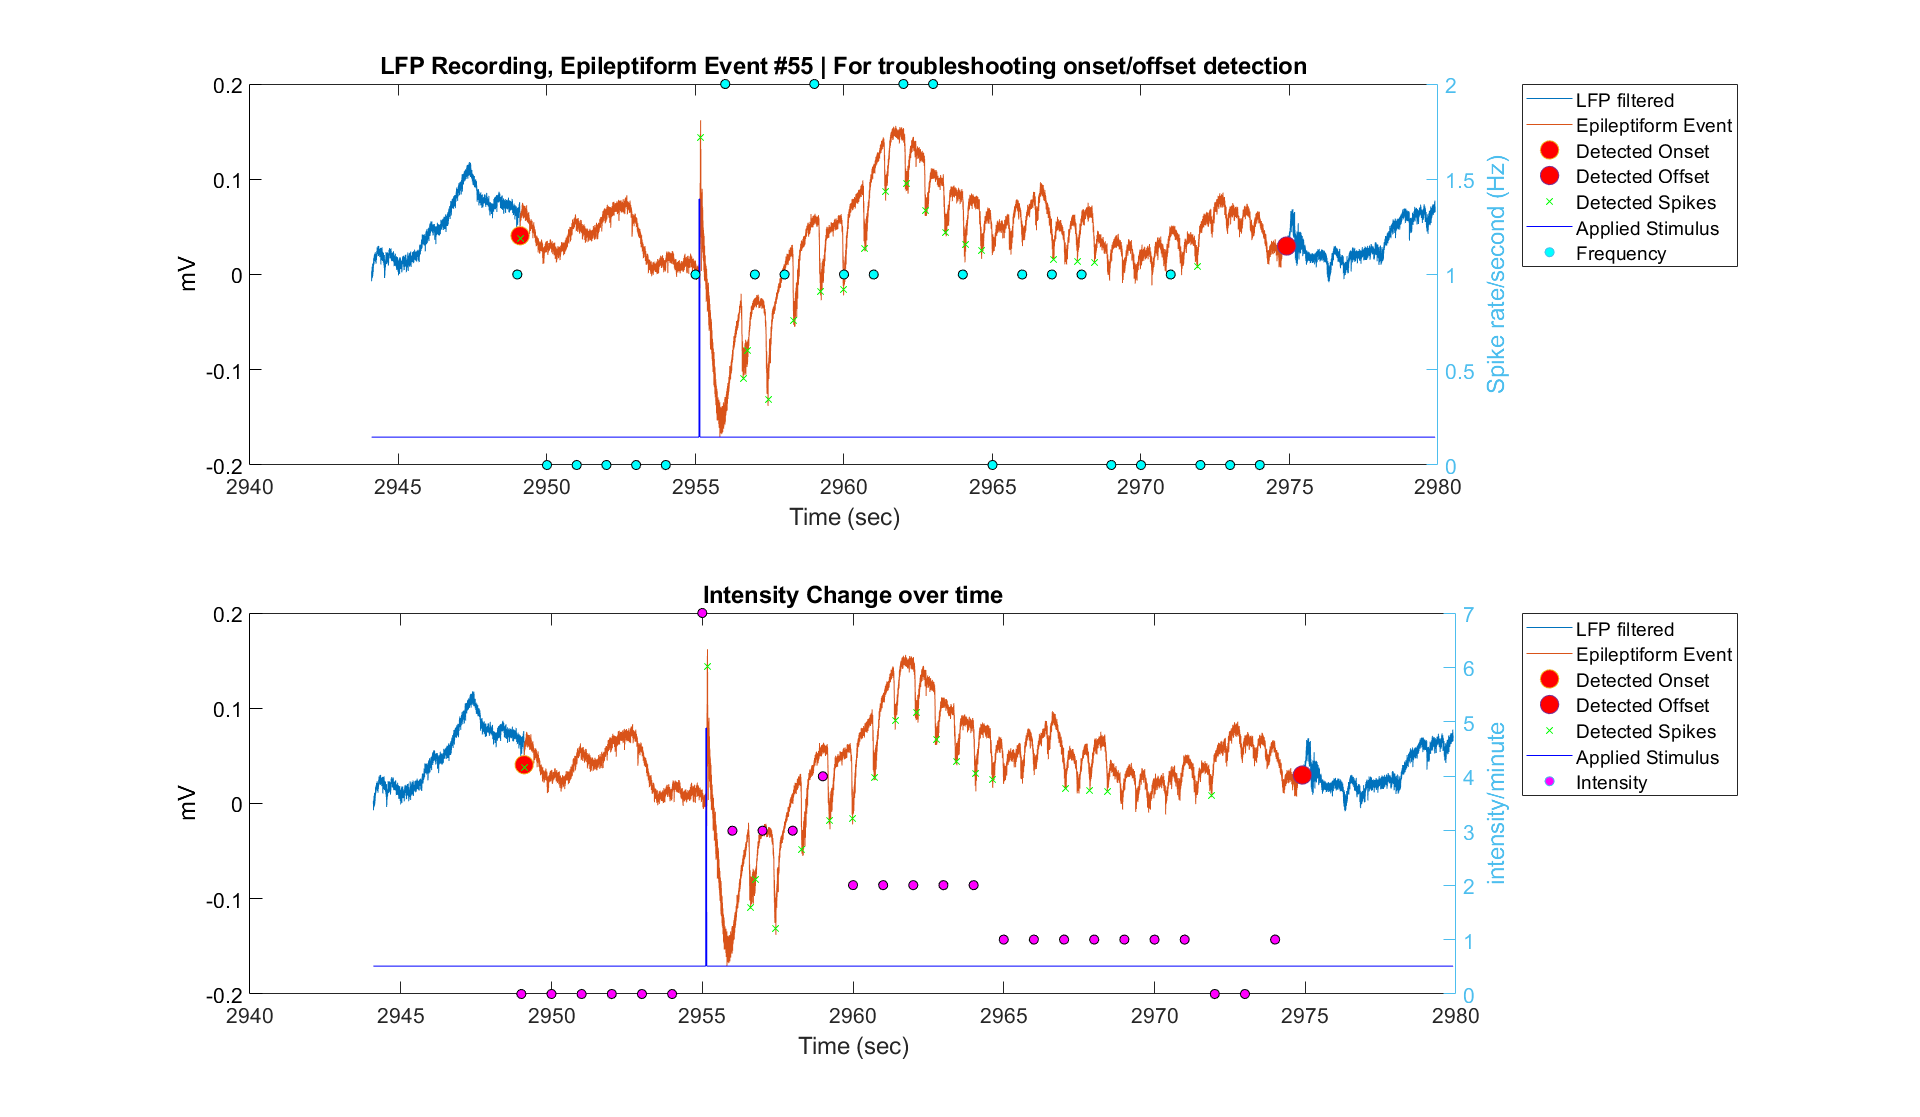 LFP Recording, Epileptiform Event #55 | For troubleshooting onset/offset detection
0.2
0.1
0
-0.1
-0.2
mV
2
1.5
1
0.5
0
Spike rate/second (Hz)
2940 2945 2950 2955 2960 2965 2970 2975 2980
Time (sec)
LFP filtered
Epileptiform Event
Detected Onset
Detected Offset
Detected Spikes
Applied Stimulus
Frequency
Intensity Change over time
0.2
0.1
0
-0.1
-0.2
mV
7
6
5
4
3
2
1
0
intensity/minute
2940 2945 2950 2955 2960 2965 2970 2975 2980
Time (sec)
LFP filtered
Epileptiform Event
Detected Onset
Detected Offset
Detected Spikes
Applied Stimulus
Intensity